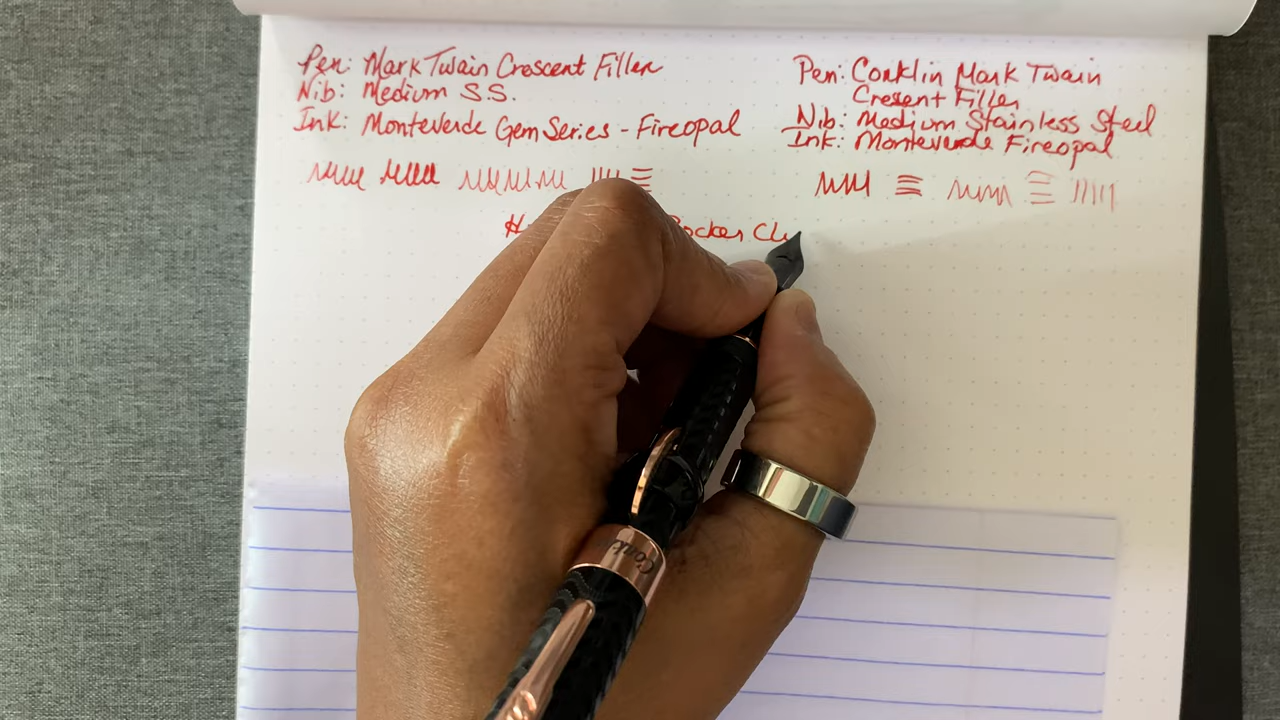 Pen: Mark Twain Crescent Filler
Nib: Medium S.S.
Ink: Monteverde Gem Series - Fireopal
Pen: Conklin Mark Twain
Cresent Filler
Nib: Medium Stainless Steel
Ink: Monteverde Fireopal